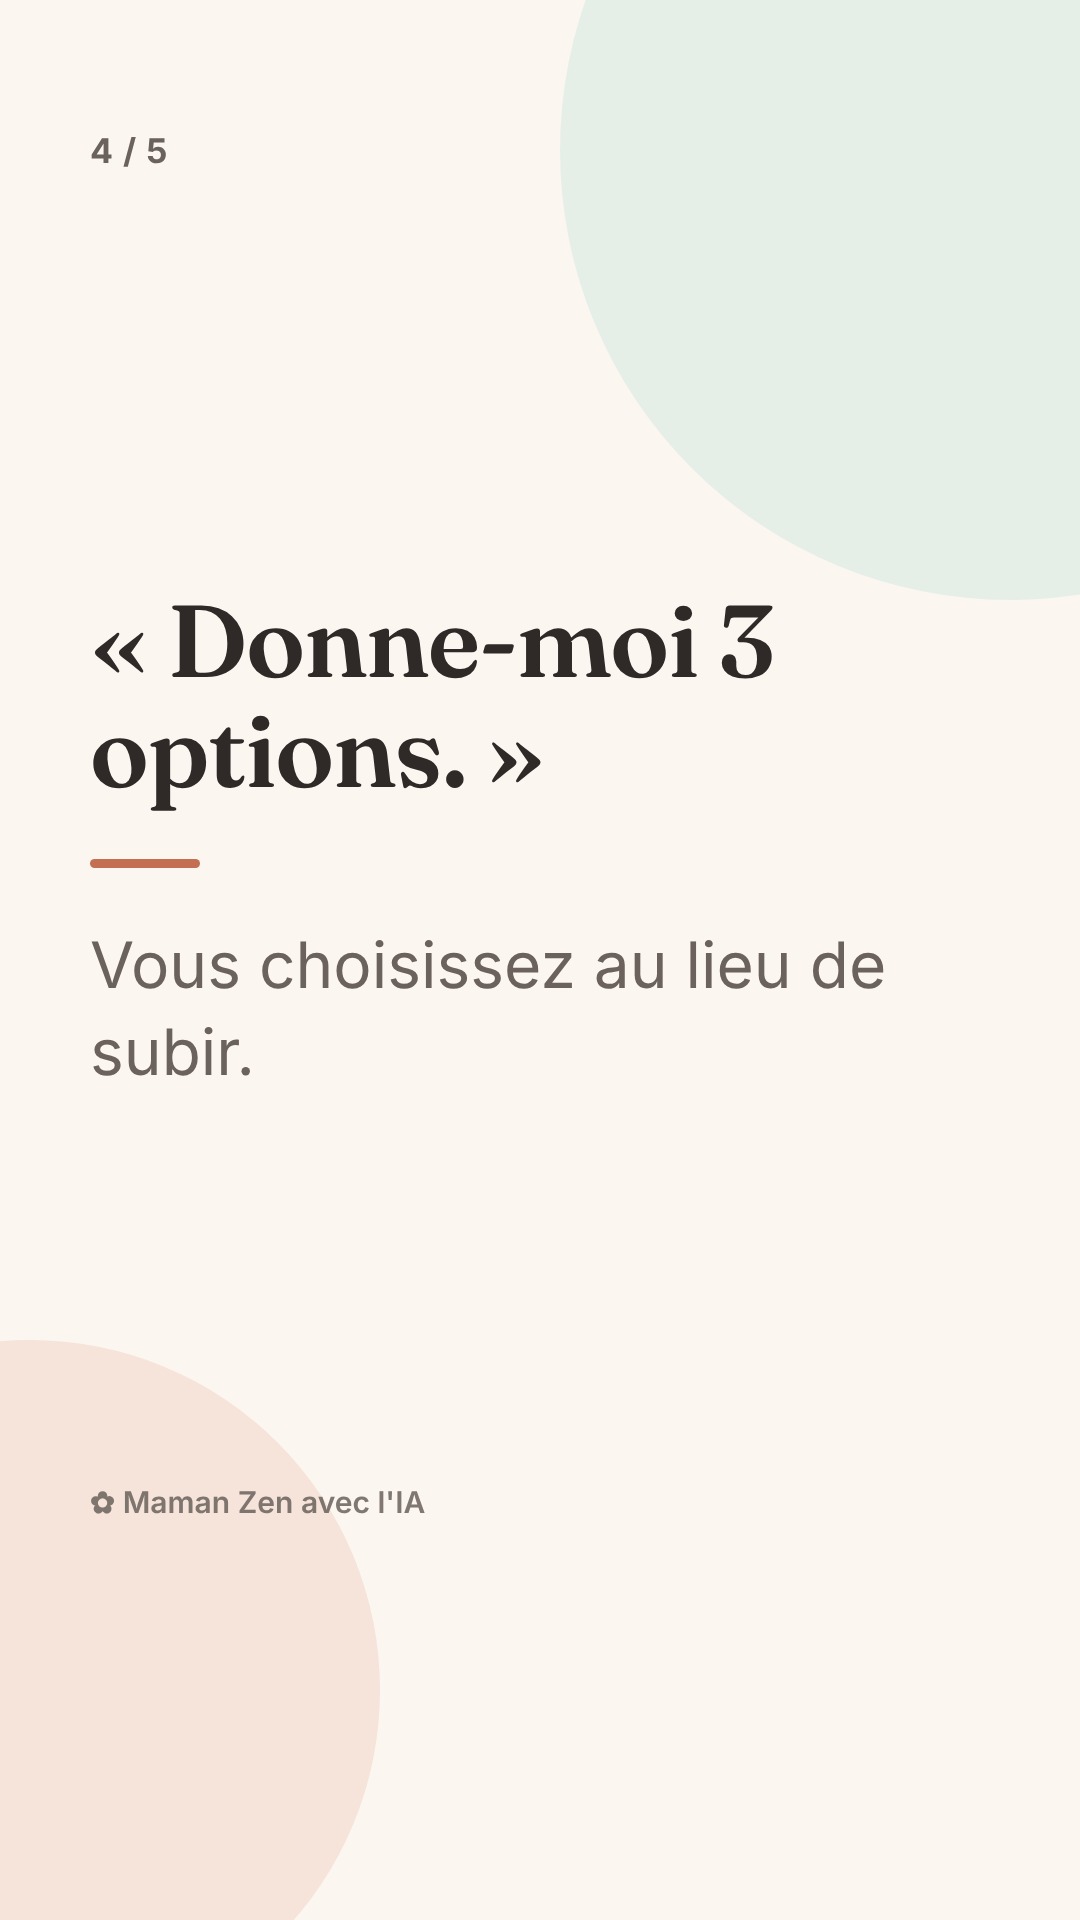 4 / 5
« Donne-moi 3
options. »
Vous choisissez au lieu de
subir.
✿ Maman Zen avec l'IA